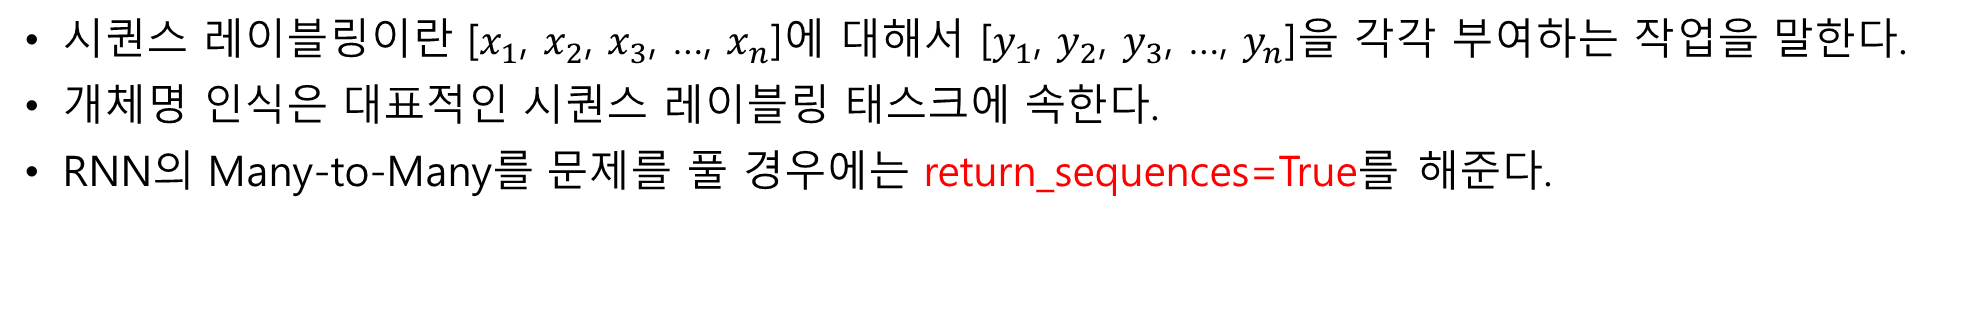 • 시퀀스 레이블링이란 [x₁, x₂, x₃, …, xₙ]에 대해서 [y₁, y₂, y₃, …, yₙ]을 각각 부여하는 작업을 말한다.
• 개체명 인식은 대표적인 시퀀스 레이블링 태스크에 속한다.
• RNN의 Many-to-Many를 문제를 풀 경우에는 return_sequences=True를 해준다.